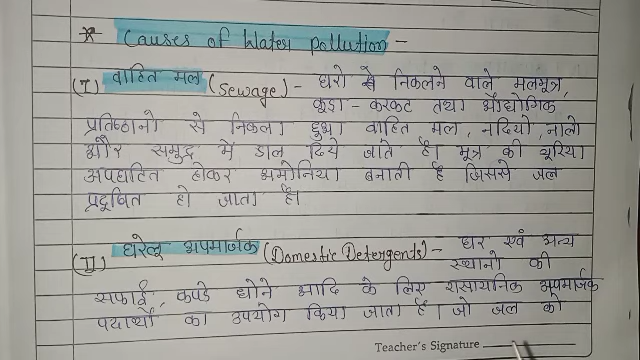 * Causes of Water pollution -
(I) वाहित मल (Sewage) - घरो से निकलने वाले मलमूत्र,
कूडा - करकट तथा औद्योगिक
प्रतिष्ठानो से निकला हुआ वाहित मल, नदियो, नालो
और समुद्र में डाल दिये जाते है। मूत्र की यूरिया
अपघटित होकर अमोनिया बनाती है जिससे जल
प्रदूषित हो जाता है।
(II) घरेलू अपमार्जक (Domestic Detergents) - घर एवं अन्य
स्थानो की
सफाई, कपडे धोने आदि के लिए रासायनिक अपमार्जक
पदार्थो का उपयोग किया जाता है। जो जल को
Teacher's Signature